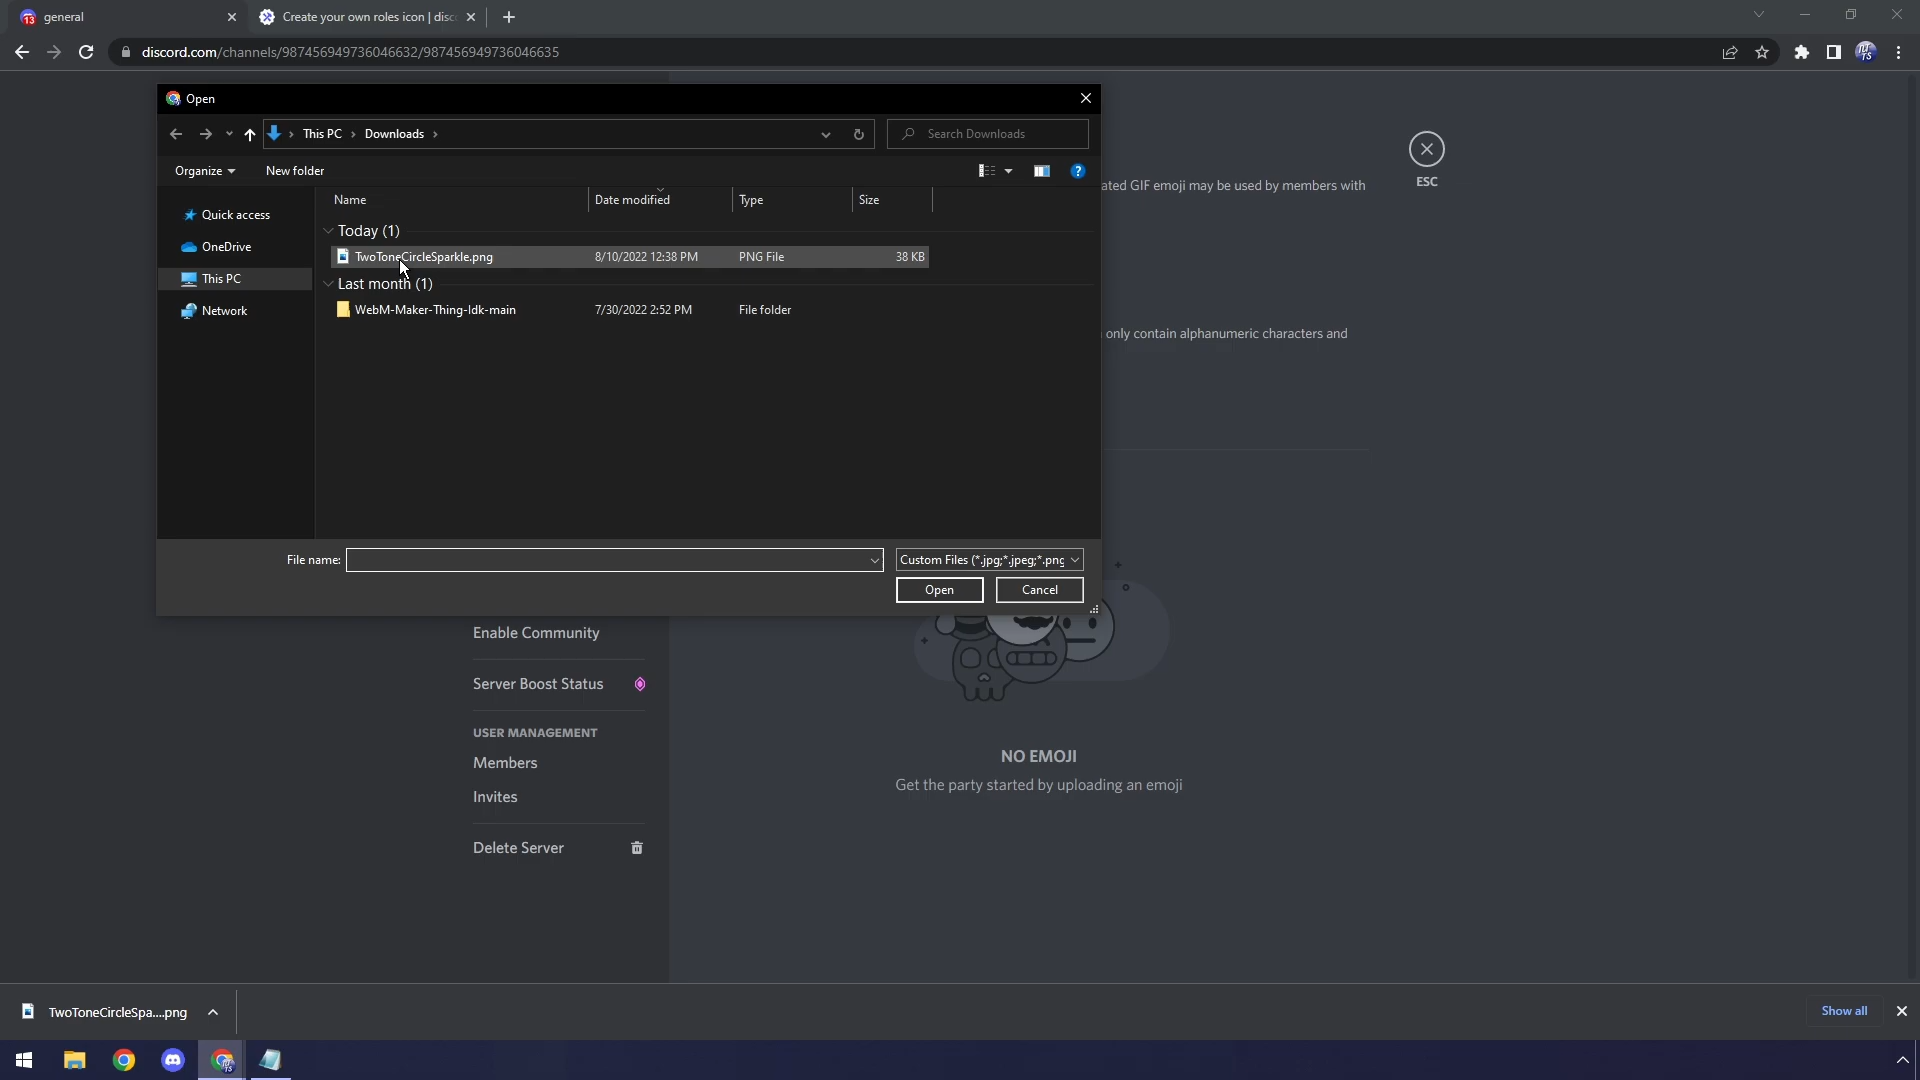 general
Create your own roles icon | disc
discord.com/channels/987456949736046632/987456949736046635
Open
This PC > Downloads >
Search Downloads
Organize
New folder
Name
Date modified
Type
Size
Quick access
OneDrive
This PC
Network
Today (1)
TwoToneCircleSparkle.png 8/10/2022 12:38 PM PNG File 38 KB
Last month (1)
WebM-Maker-Thing-Idk-main 7/30/2022 2:52 PM File folder
File name:
Custom Files (*.jpg;*.jpeg;*.png
Open
Cancel
ESC
ated GIF emoji may be used by members with
only contain alphanumeric characters and
Enable Community
Server Boost Status
USER MANAGEMENT
Members
Invites
Delete Server
NO EMOJI
Get the party started by uploading an emoji
TwoToneCircleSpa....png
Show all